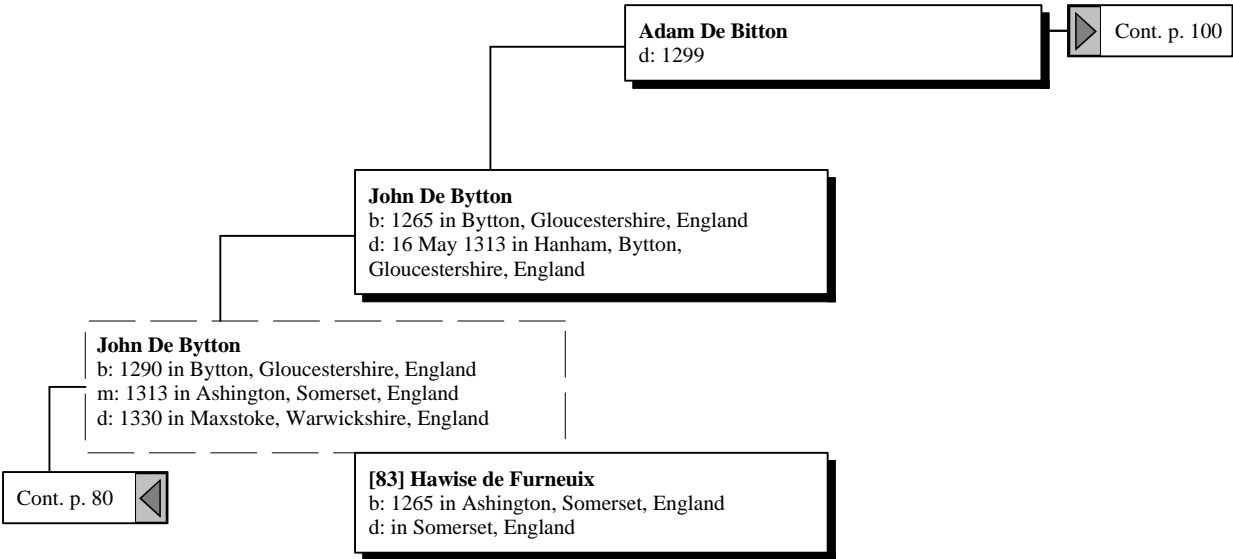 Adam De Bitton
d: 1299
Cont. p. 100
John De Bytton
b: 1265 in Bytton, Gloucestershire, England
d: 16 May 1313 in Hanham, Bytton,
Gloucestershire, England
John De Bytton
b: 1290 in Bytton, Gloucestershire, England
m: 1313 in Ashington, Somerset, England
d: 1330 in Maxstoke, Warwickshire, England
Cont. p. 80
[83] Hawise de Furneuix
b: 1265 in Ashington, Somerset, England
d: in Somerset, England